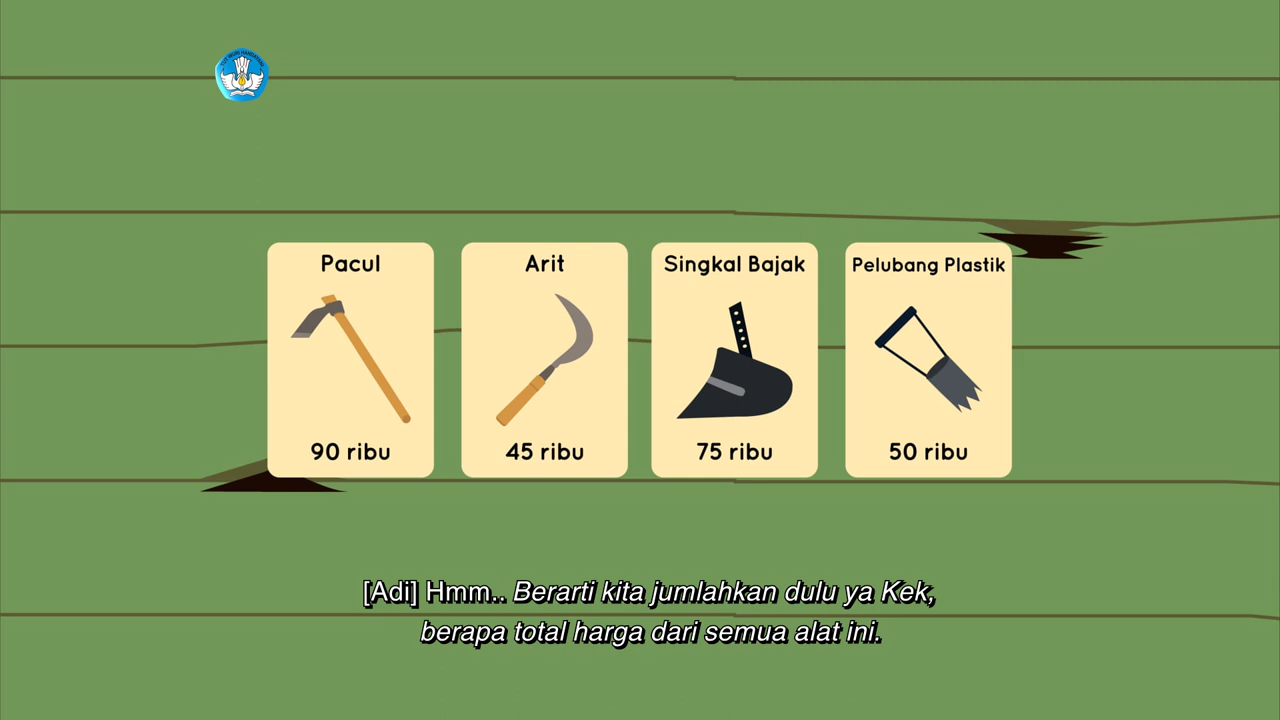 Pacul
Arit
Singkal Bajak
Pelubang Plastik
90 ribu
45 ribu
75 ribu
50 ribu
[Adi] Hmm.. Berarti kita jumlahkan dulu ya Kek,
berapa total harga dari semua alat ini.